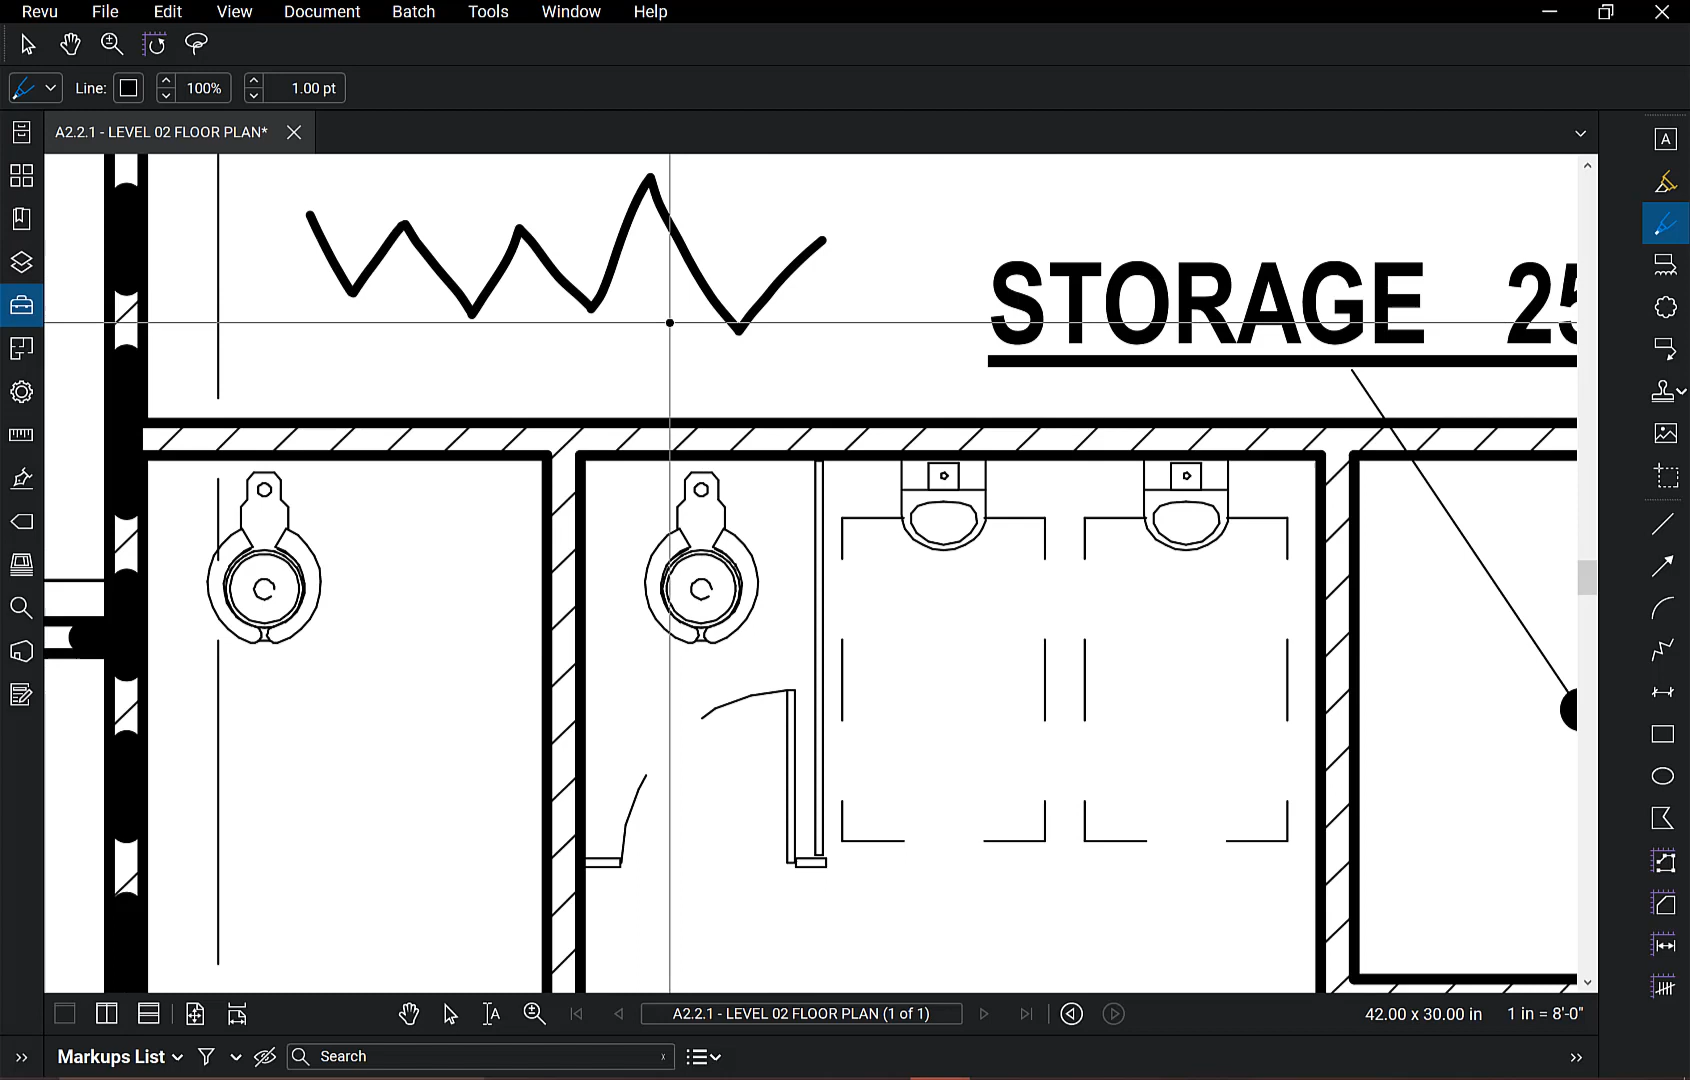 Revu File Edit View Document Batch Tools Window Help
Line: 100% 1.00 pt
A2.2.1 - LEVEL 02 FLOOR PLAN*
STORAGE 25
A2.2.1 - LEVEL 02 FLOOR PLAN (1 of 1) 42.00 x 30.00 in 1 in = 8'-0"
Markups List Search x